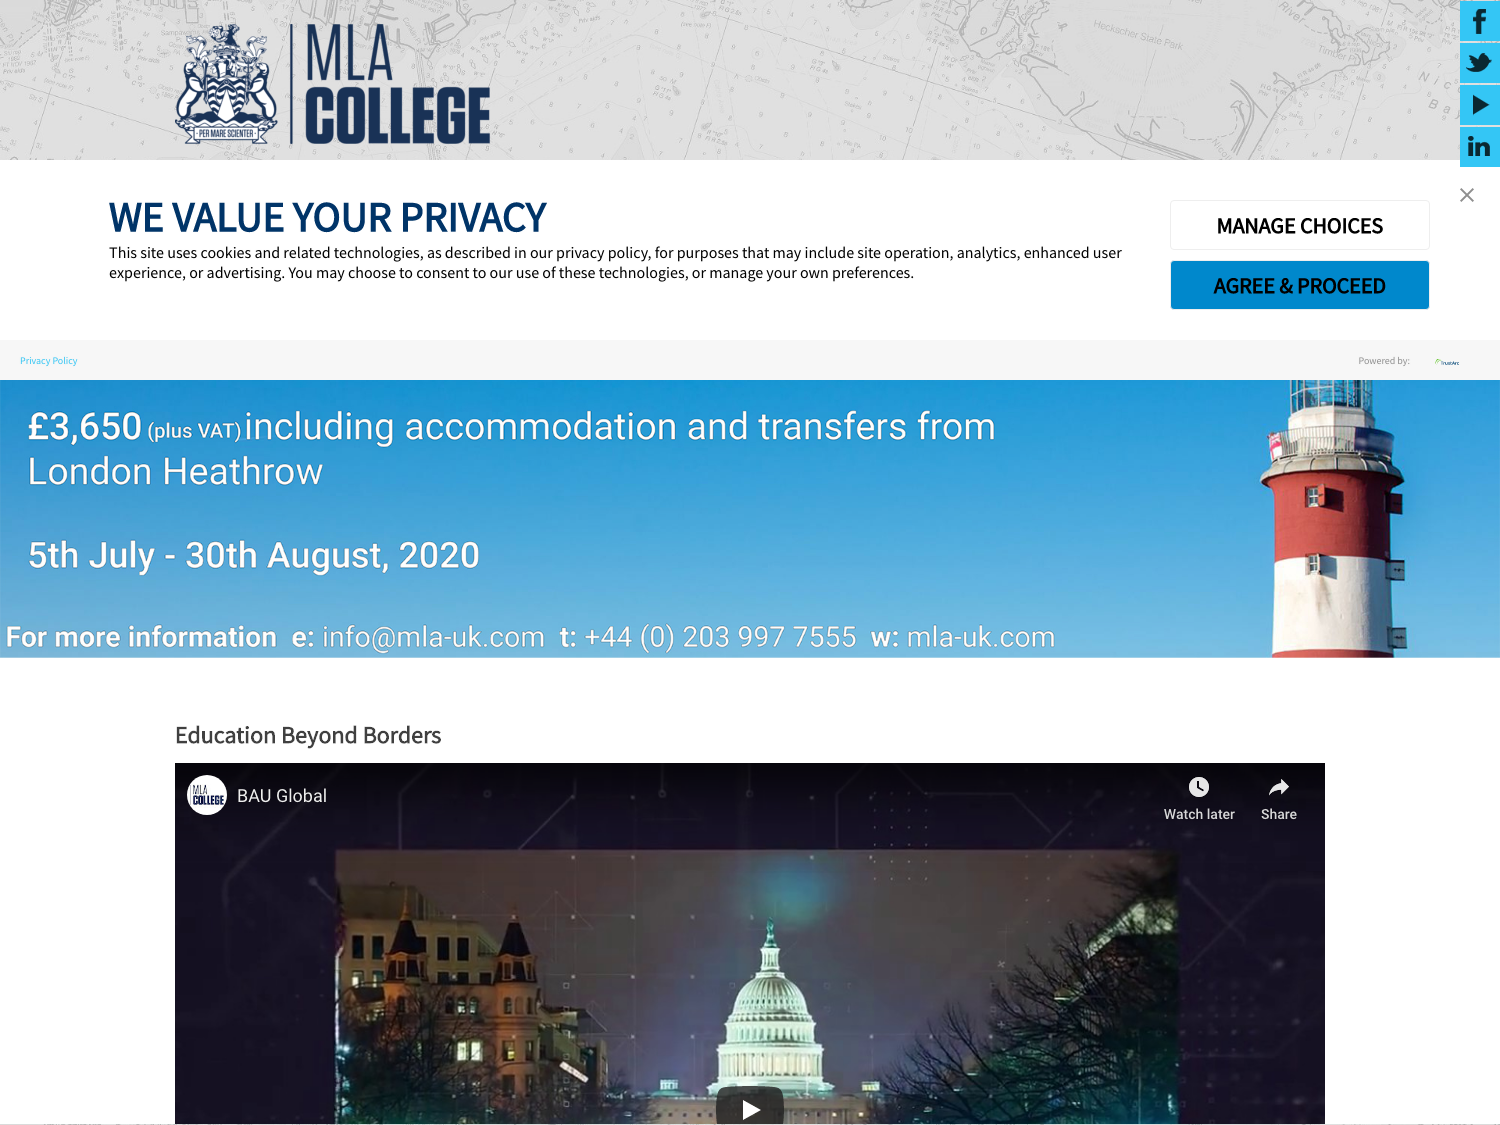 MLA
COLLEGE
PER MARE SCIENTER
WE VALUE YOUR PRIVACY
This site uses cookies and related technologies, as described in our privacy policy, for purposes that may include site operation, analytics, enhanced user
experience, or advertising. You may choose to consent to our use of these technologies, or manage your own preferences.
MANAGE CHOICES
AGREE & PROCEED
Privacy Policy
Powered by:
TrustArc
£3,650 (plus VAT) including accommodation and transfers from
London Heathrow
5th July - 30th August, 2020
For more information e: info@mla-uk.com t: +44 (0) 203 997 7555 w: mla-uk.com
Education Beyond Borders
MLA
COLLEGE
BAU Global
Watch later
Share
Heckscher State Park